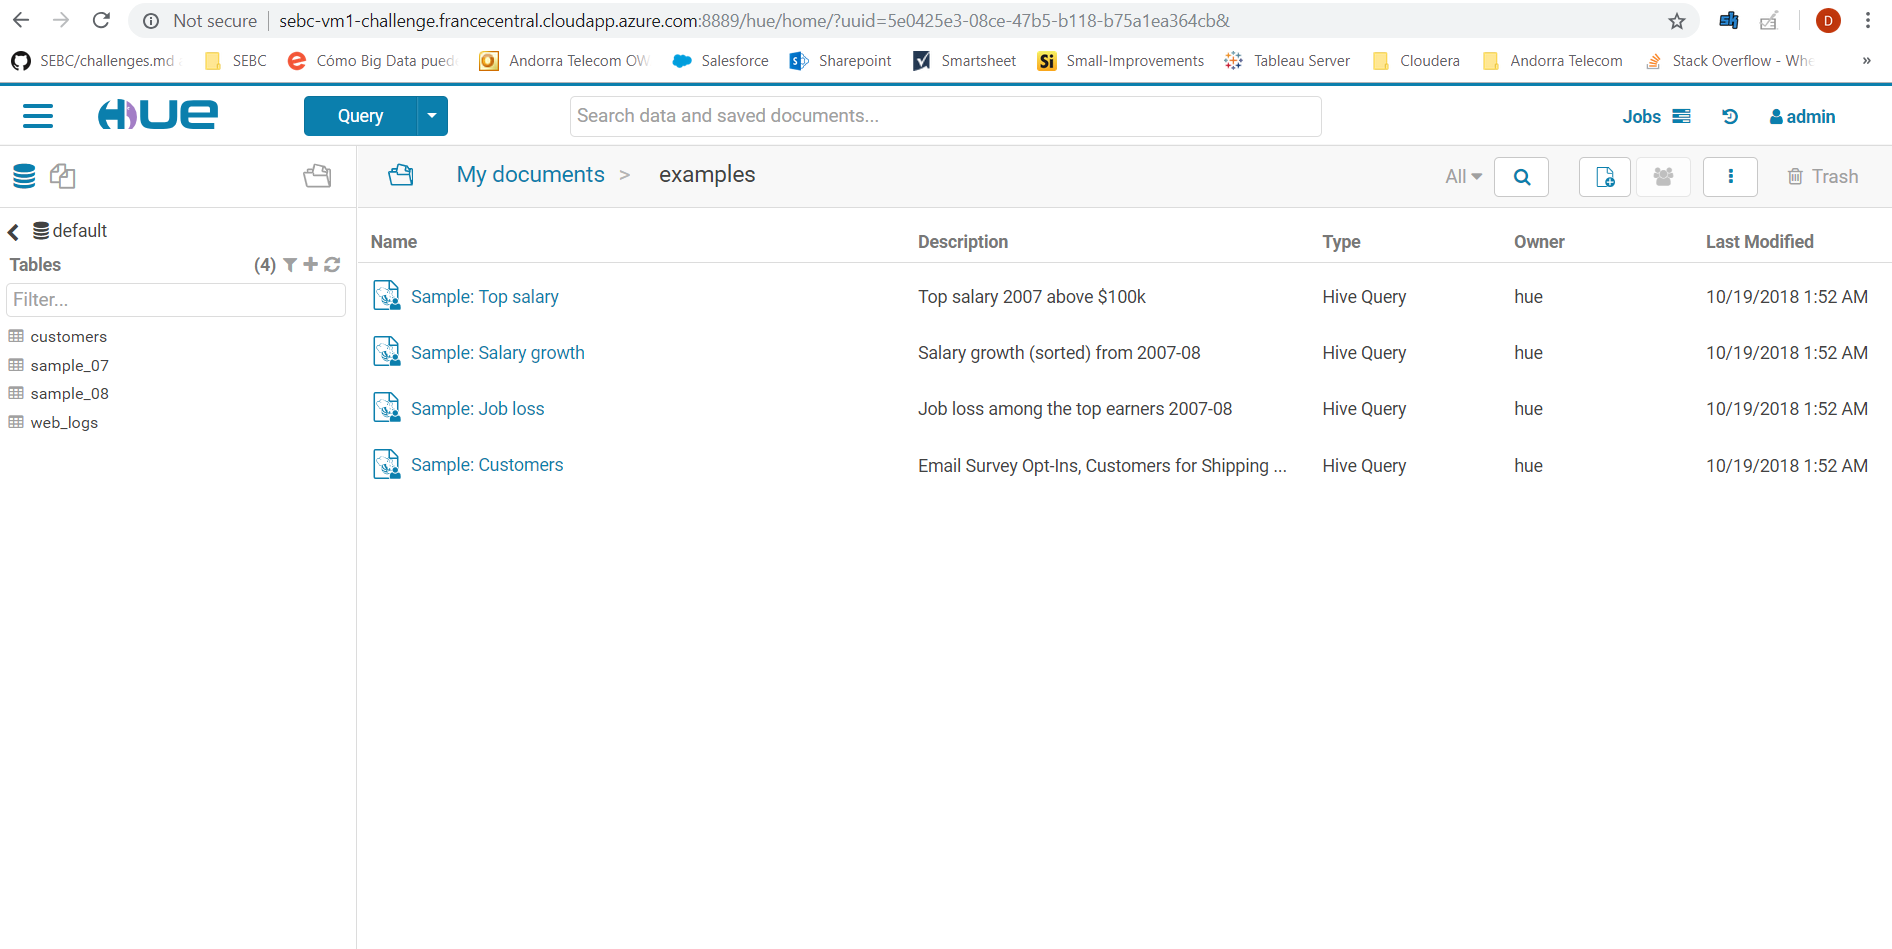 Not secure sebc-vm1-challenge.francecentral.cloudapp.azure.com:8889/hue/home/?uuid=5e0425e3-08ce-47b5-b118-b75a1ea364cb& D
SEBC/challenges.md SEBC Cómo Big Data pued Andorra Telecom OW Salesforce Sharepoint Si Smartsheet Small-Improvements Tableau Server Cloudera Andorra Telecom Stack Overflow - Whe »
HUE Query Search data and saved documents... Jobs admin
My documents > examples All Trash
default
Tables (4)
Filter...
customers
sample_07
sample_08
web_logs
Name Description Type Owner Last Modified
Sample: Top salary Top salary 2007 above $100k Hive Query hue 10/19/2018 1:52 AM
Sample: Salary growth Salary growth (sorted) from 2007-08 Hive Query hue 10/19/2018 1:52 AM
Sample: Job loss Job loss among the top earners 2007-08 Hive Query hue 10/19/2018 1:52 AM
Sample: Customers Email Survey Opt-Ins, Customers for Shipping ... Hive Query hue 10/19/2018 1:52 AM